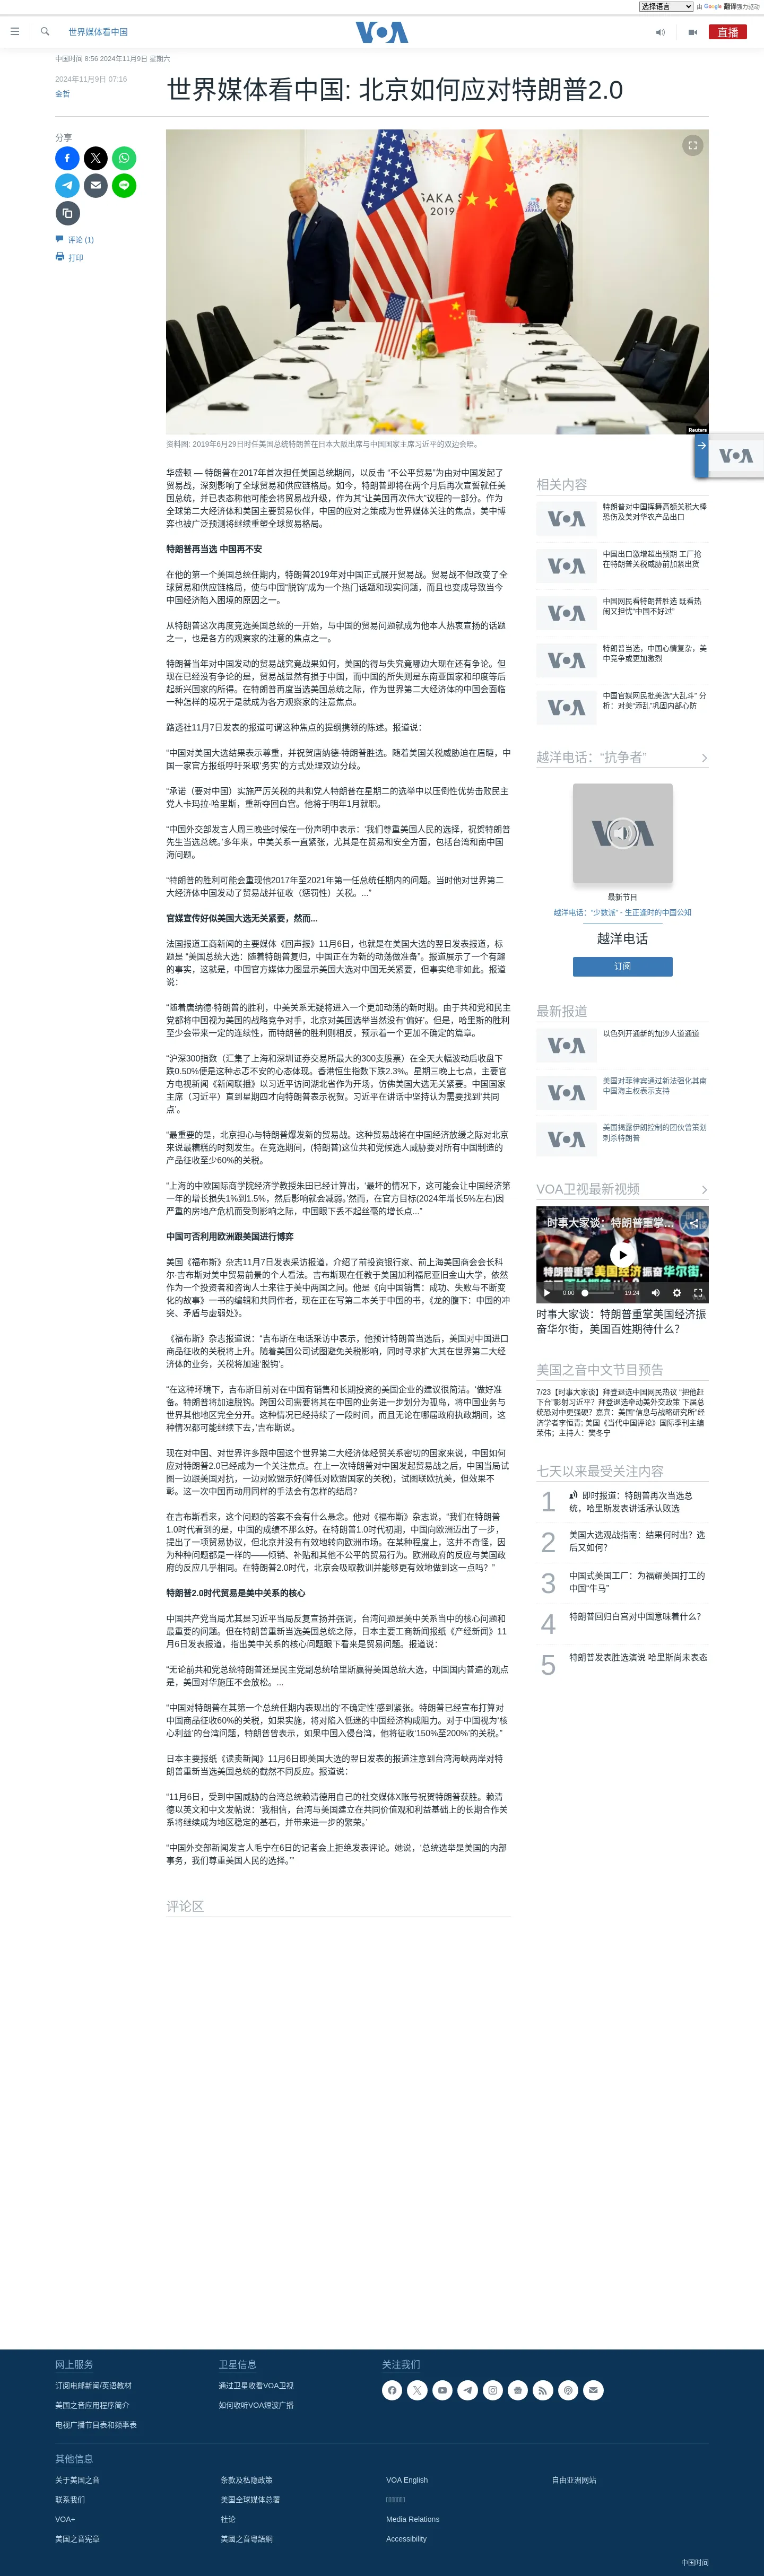 选择语言
由 Google 翻译强力驱动
世界媒体看中国
VOA
直播
中国时间 8:56 2024年11月9日 星期六
2024年11月9日 07:16
金哲
世界媒体看中国: 北京如何应对特朗普2.0
分享
评论 (1)
打印
SAKA S
2019
Reuters
资料图: 2019年6月29日时任美国总统特朗普在日本大阪出席与中国国家主席习近平的双边会晤。
华盛顿 — 特朗普在2017年首次担任美国总统期间，以反击 “不公平贸易”为由对中国发起了
贸易战，深刻影响了全球贸易和供应链格局。如今，特朗普即将在两个月后再次宣誓就任美
国总统，并已表态称他可能会将贸易战升级，作为其“让美国再次伟大”议程的一部分。作为
全球第二大经济体和美国主要贸易伙伴，中国的应对之策成为世界媒体关注的焦点，美中博
弈也被广泛预测将继续重塑全球贸易格局。
特朗普再当选 中国再不安
在他的第一个美国总统任期内，特朗普2019年对中国正式展开贸易战。贸易战不但改变了全
球贸易和供应链的格局，使与中国“脱钩”成为一个热门话题和现实问题，而且也变成导致当今
中国经济陷入困境的原因之一。
从特朗普这次再度竞选美国总统的一开始，与中国的贸易问题就成为他本人热衷宣扬的话题
之一，也是各方的观察家的注意的焦点之一。
特朗普当年对中国发动的贸易战究竟战果如何，美国的得与失究竟哪边大现在还有争论。但
现在已经没有争论的是，贸易战显然有损于中国，而中国的所失则是东南亚国家和印度等后
起新兴国家的所得。在特朗普再度当选美国总统之际，作为世界第二大经济体的中国会面临
一种怎样的境况于是就成为各方观察家的注意焦点。
路透社11月7日发表的报道可谓这种焦点的提纲携领的陈述。报道说：
“中国对美国大选结果表示尊重，并祝贺唐纳德·特朗普胜选。随着美国关税威胁迫在眉睫，中
国一家官方报纸呼吁采取‘务实’的方式处理双边分歧。
“承诺（要对中国）实施严厉关税的共和党人特朗普在星期二的选举中以压倒性优势击败民主
党人卡玛拉·哈里斯，重新夺回白宫。他将于明年1月就职。
“中国外交部发言人周三晚些时候在一份声明中表示：‘我们尊重美国人民的选择，祝贺特朗普
先生当选总统。’多年来，中美关系一直紧张，尤其是在贸易和安全方面，包括台湾和南中国
海问题。
“特朗普的胜利可能会重现他2017年至2021年第一任总统任期内的问题。当时他对世界第二
大经济体中国发动了贸易战并征收（惩罚性）关税。...”
官媒宣传好似美国大选无关紧要，然而...
法国报道工商新闻的主要媒体《回声报》11月6日，也就是在美国大选的翌日发表报道，标
题是 “美国总统大选：随着特朗普复归，中国正在为新的动荡做准备”。报道展示了一个有趣
的事实，这就是，中国官方媒体力图显示美国大选对中国无关紧要，但事实绝非如此。报道
说：
“随着唐纳德·特朗普的胜利，中美关系无疑将进入一个更加动荡的新时期。由于共和党和民主
党都将中国视为美国的战略竞争对手，北京对美国选举当然没有‘偏好’。但是，哈里斯的胜利
至少会带来一定的连续性，而特朗普的胜利则相反，预示着一个更加不确定的篇章。
“沪深300指数（汇集了上海和深圳证券交易所最大的300支股票）在全天大幅波动后收盘下
跌0.50%便是这种忐忑不安的心态体现。香港恒生指数下跌2.3%。星期三晚上七点，主要官
方电视新闻《新闻联播》以习近平访问湖北省作为开场，仿佛美国大选无关紧要。中国国家
主席（习近平）直到星期四才向特朗普表示祝贺。习近平在讲话中坚持认为需要找到‘共同
点’。
“最重要的是，北京担心与特朗普爆发新的贸易战。这种贸易战将在中国经济放缓之际对北京
来说最糟糕的时刻发生。在竞选期间，(特朗普)这位共和党候选人威胁要对所有中国制造的
产品征收至少60%的关税。
“上海的中欧国际商学院经济学教授朱田已经计算出，‘最坏的情况下，这可能会让中国经济第
一年的增长损失1%到1.5%，然后影响就会减弱。’然而，在官方目标(2024年增长5%左右)因
严重的房地产危机而受到影响之际，中国眼下丢不起丝毫的增长点...”
中国可否利用欧洲跟美国进行博弈
美国《福布斯》杂志11月7日发表采访报道，介绍了前投资银行家、前上海美国商会会长科
尔·吉布斯对美中贸易前景的个人看法。吉布斯现在任教于美国加利福尼亚旧金山大学，依然
作为一个投资者和咨询人士来往于美中两国之间。他是《向中国销售：成功、失败与不断变
化的故事》一书的编辑和共同作者，现在正在写第二本关于中国的书，《龙的腹下：中国的冲
突、矛盾与虚弱处》。
《福布斯》杂志报道说：“吉布斯在电话采访中表示，他预计特朗普当选后，美国对中国进口
商品征收的关税将上升。随着美国公司试图避免关税影响，同时寻求扩大其在世界第二大经
济体的业务，关税将加速‘脱钩’。
“在这种环境下，吉布斯目前对在中国有销售和长期投资的美国企业的建议很简洁。‘做好准
备。特朗普将加速脱钩。跨国公司需要将其在中国的业务孤岛化，进一步将中国业务分与
世界其他地区完全分开。这种情况已经持续了一段时间，而且无论在哪届政府执政期间，这
种情况都可能继续下去，’吉布斯说。
现在对中国、对世界许多跟中国这个世界第二大经济体经贸关系密切的国家来说，中国如何
应对特朗普2.0已经成为一个关注焦点。在上一次特朗普对中国发起贸易战之后，中国当局试
图一边跟美国对抗，一边对欧盟示好(降低对欧盟国家的关税)，试图联欧抗美，但效果不
彰。这一次中国再动用同样的手法会有怎样的结局？
在吉布斯看来，这个问题的答案不会有什么悬念。他对《福布斯》杂志说，“我们在特朗普
1.0时代看到的是，中国的成绩不那么好。在特朗普1.0时代初期，中国向欧洲迈出了一步，
提出了一项贸易协议，但北京并没有有效地转向欧洲市场。在某种程度上，这并不奇怪，因
为种种问题都是一样的——倾销、补贴和其他不公平的贸易行为。欧洲政府的反应与美国政
府的反应几乎相同。在特朗普2.0时代，北京会吸取教训并能够更有效地做到这一点吗？”
特朗普2.0时代贸易是美中关系的核心
中国共产党当局尤其是习近平当局反复宣扬并强调，台湾问题是美中关系当中的核心问题和
最重要的问题。但在特朗普重新当选美国总统之际，日本主要工商新闻报纸《产经新闻》11
月6日发表报道，指出美中关系的核心问题眼下看来是贸易问题。报道说：
“无论前共和党总统特朗普还是民主党副总统哈里斯赢得美国总统大选，中国国内普遍的观点
是，美国对华施压不会放松。...
“中国对特朗普在其第一个总统任期内表现出的‘不确定性’感到紧张。特朗普已经宣布打算对
中国商品征收60%的关税，如果实施，将对陷入低迷的中国经济构成阻力。对于中国视为‘核
心利益’的台湾问题，特朗普曾表示，如果中国入侵台湾，他将征收‘150%至200%’的关税。”
日本主要报纸《读卖新闻》11月6日即美国大选的翌日发表的报道注意到台湾海峡两岸对特
朗普重新当选美国总统的截然不同反应。报道说：
“11月6日，受到中国威胁的台湾总统赖清德用自己的社交媒体X账号祝贺特朗普获胜。赖清
德以英文和中文发帖说：‘我相信，台湾与美国建立在共同价值观和利益基础上的长期合作关
系将继续成为地区稳定的基石，并带来进一步的繁荣。’
“中国外交部新闻发言人毛宁在6日的记者会上拒绝发表评论。她说，‘总统选举是美国的内部
事务，我们尊重美国人民的选择。’”
评论区
VOA
相关内容
特朗普对中国挥舞高额关税大棒
恐伤及美对华农产品出口
中国出口激增超出预期 工厂抢
在特朗普关税威胁前加紧出货
中国网民看特朗普胜选 既看热
闹又担忧“中国不好过”
特朗普当选，中国心情复杂，美
中竞争或更加激烈
中国官媒网民批美选“大乱斗” 分
析：对美“添乱”巩固内部心防
越洋电话：“抗争者”
最新节目
越洋电话：“少数派” - 生正逢时的中国公知
越洋电话
订阅
最新报道
以色列开通新的加沙人道通道
美国对菲律宾通过新法强化其南
中国海主权表示支持
美国揭露伊朗控制的团伙曾策划
刺杀特朗普
VOA卫视最新视频
时事大家谈：特朗普重掌...
特朗普重掌美国经济振奋华尔街,
0:00
19:24
时事大家谈：特朗普重掌美国经济振
奋华尔街，美国百姓期待什么？
美国之音中文节目预告
7/23【时事大家谈】拜登退选中国网民热议 “把他赶
下台”影射习近平？拜登退选牵动美外交政策 下届总
统恐对中更强硬？嘉宾：美国“信息与战略研究所”经
济学者李恒青; 美国《当代中国评论》国际季刊主编
荣伟；主持人：樊冬宁
七天以来最受关注内容
1
即时报道：特朗普再次当选总
统，哈里斯发表讲话承认败选
2
美国大选观战指南：结果何时出？选
后又如何？
3
中国式美国工厂：为福耀美国打工的
中国“牛马”
4
特朗普回归白宫对中国意味着什么？
5
特朗普发表胜选演说 哈里斯尚未表态
网上服务
订阅电邮新闻/英语教材
美国之音应用程序简介
电视广播节目表和频率表
卫星信息
通过卫星收看VOA卫视
如何收听VOA短波广播
关注我们
其他信息
关于美国之音
条款及私隐政策
VOA English
自由亚洲网站
联系我们
美国全球媒体总署
VOA+
社论
Media Relations
美国之音宪章
美國之音粵語網
Accessibility
中国时间